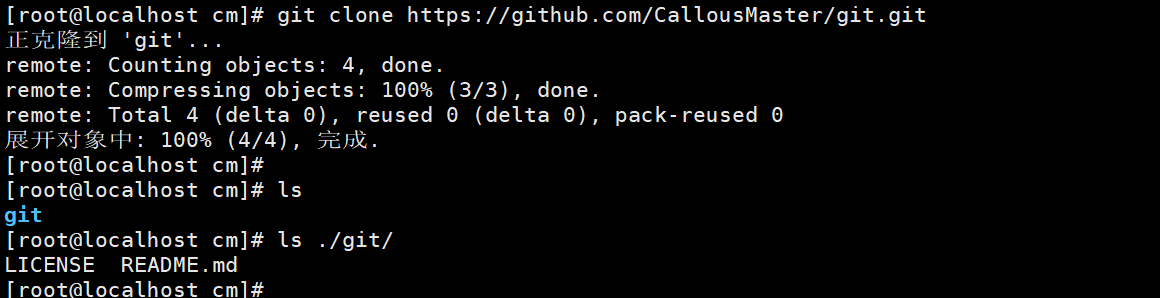 [root@localhost cm]# git clone https://github.com/CallousMaster/git.git
正克隆到 'git'...
remote: Counting objects: 4, done.
remote: Compressing objects: 100% (3/3), done.
remote: Total 4 (delta 0), reused 0 (delta 0), pack-reused 0
展开对象中: 100% (4/4), 完成.
[root@localhost cm]#
[root@localhost cm]# ls
git
[root@localhost cm]# ls ./git/
LICENSE  README.md
[root@localhost cm]#